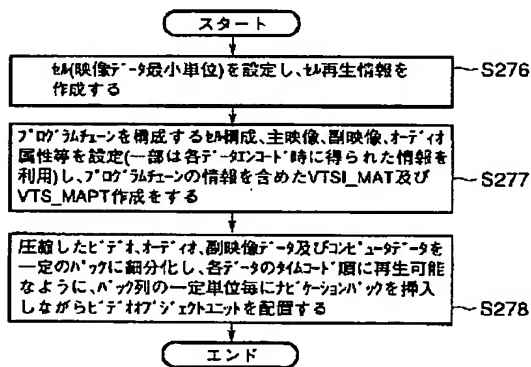 スタート
セル(映像データ最小単位)を設定し、セル再生情報を
作成する
S276
プログラムチェーンを構成するセル構成、主映像、副映像、オーディオ
属性等を設定(一部は各データエンコード時に得られた情報を
利用)し、プログラムチェーンの情報を含めたVTSI_MAT及び
VTS_MAPT作成をする
S277
圧縮したビデオ、オーディオ、副映像データ及びコンピュータデータを
一定のパックに細分化し、各データのタイムコード順に再生可能
なように、パック列の一定単位毎にナビケーションパックを挿入
しながらビデオオブジェクトユニットを配置する
S278
エンド